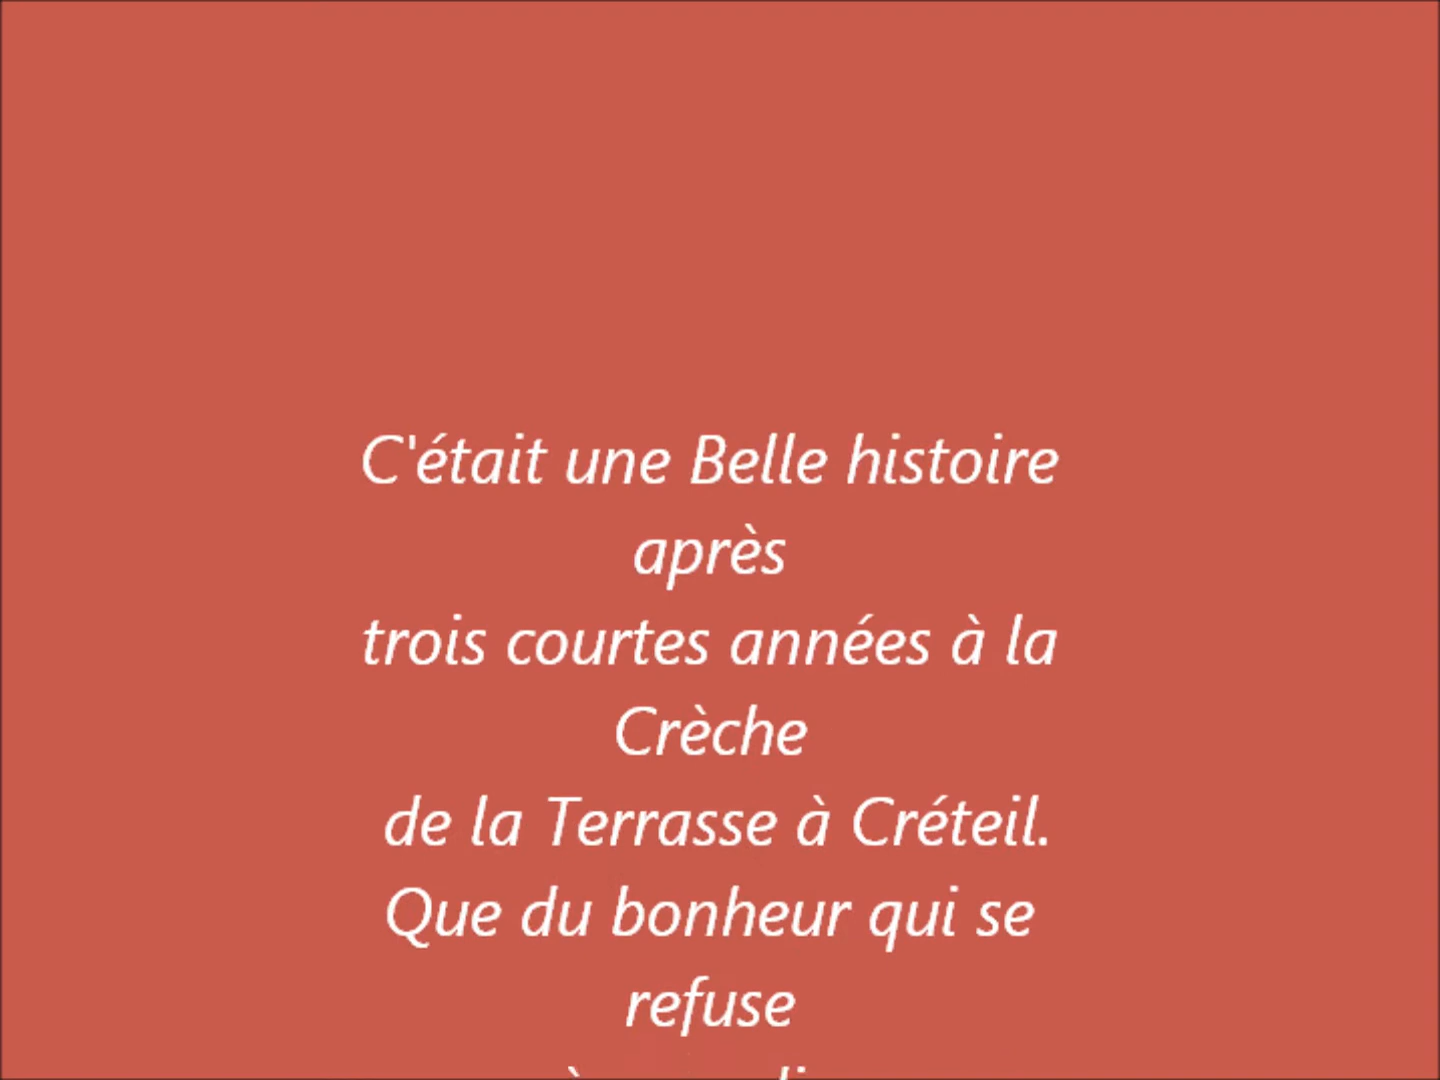 C'était une Belle histoire
après
trois courtes années à la
Crèche
de la Terrasse à Créteil.
Que du bonheur qui se
refuse